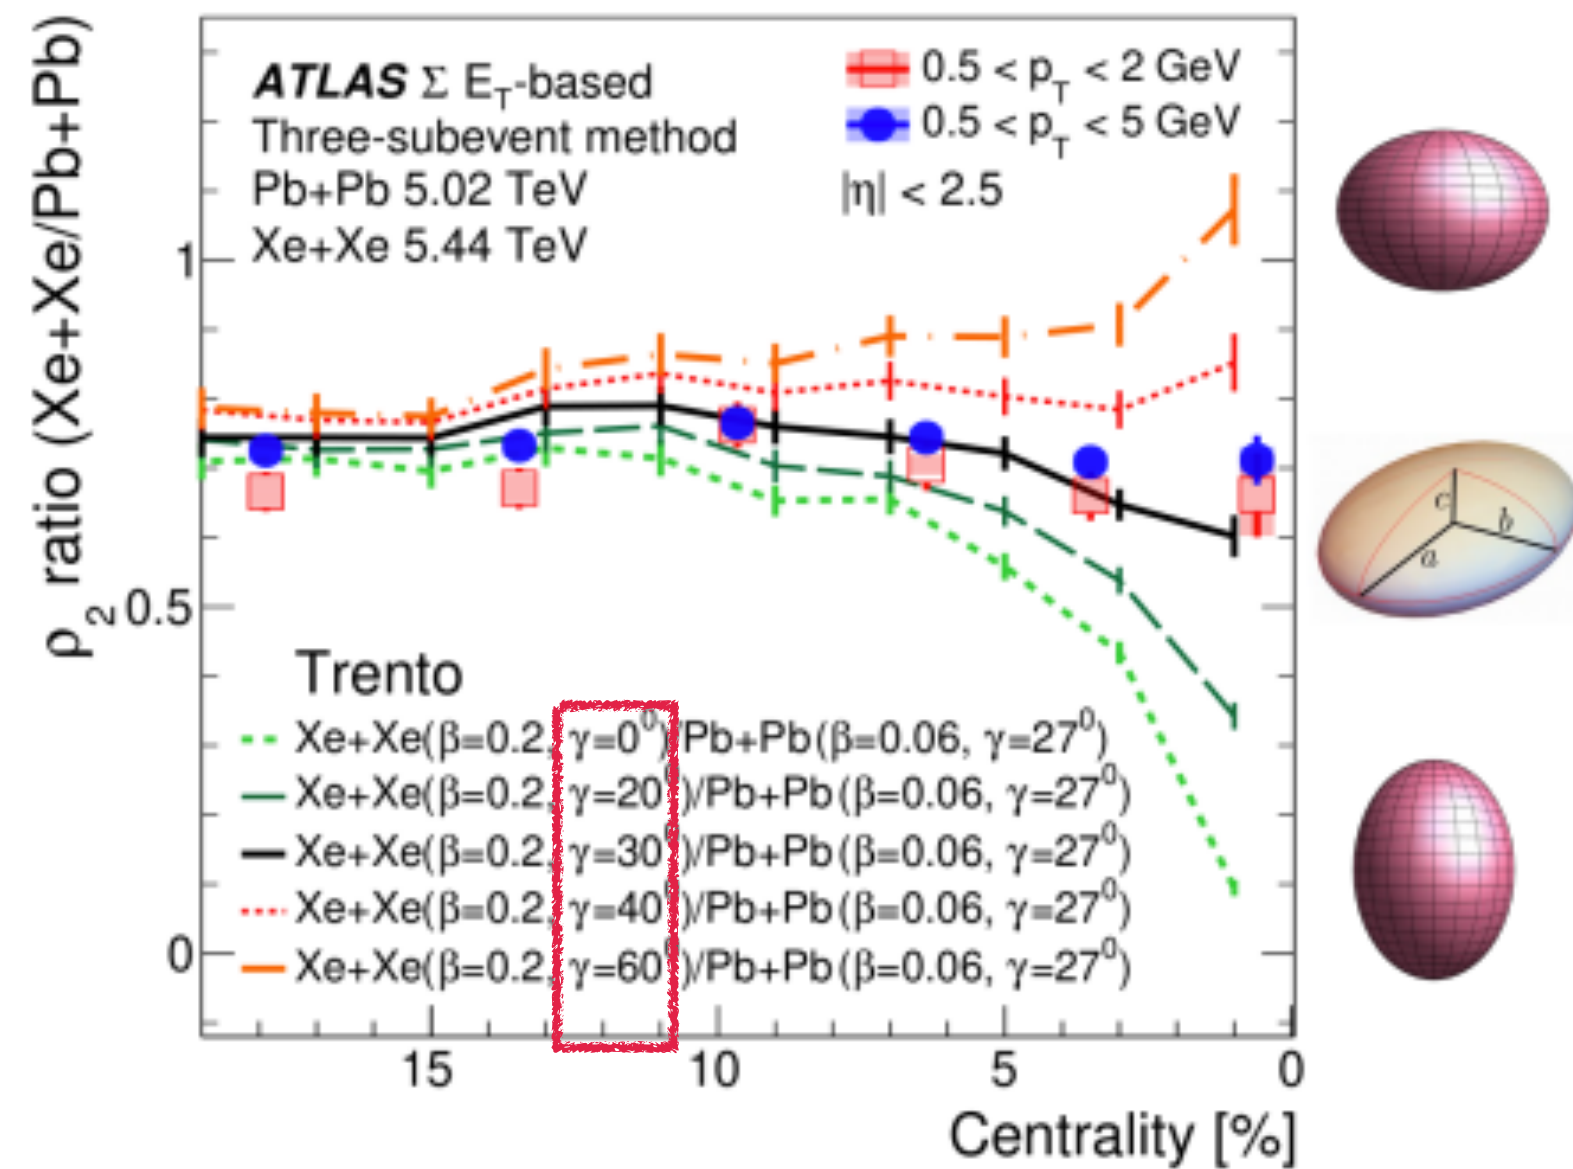 ρ₂ ratio (Xe+Xe/Pb+Pb)
ATLAS Σ E_T-based
Three-subevent method
Pb+Pb 5.02 TeV
Xe+Xe 5.44 TeV
0.5 < p_T < 2 GeV
0.5 < p_T < 5 GeV
|η| < 2.5
1
0.5
0
Trento
Xe+Xe(β=0.2, γ=0⁰)/Pb+Pb(β=0.06, γ=27⁰)
Xe+Xe(β=0.2, γ=20⁰)/Pb+Pb(β=0.06, γ=27⁰)
Xe+Xe(β=0.2, γ=30⁰)/Pb+Pb(β=0.06, γ=27⁰)
Xe+Xe(β=0.2, γ=40⁰)/Pb+Pb(β=0.06, γ=27⁰)
Xe+Xe(β=0.2, γ=60⁰)/Pb+Pb(β=0.06, γ=27⁰)
15 10 5 0
Centrality [%]
c
b
a